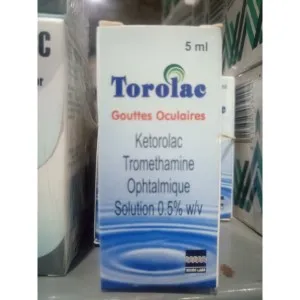 5 ml
Torolac
Gouttes Oculaires
Ketorolac
Tromethamine
Ophtalmique
Solution 0.5% w/v